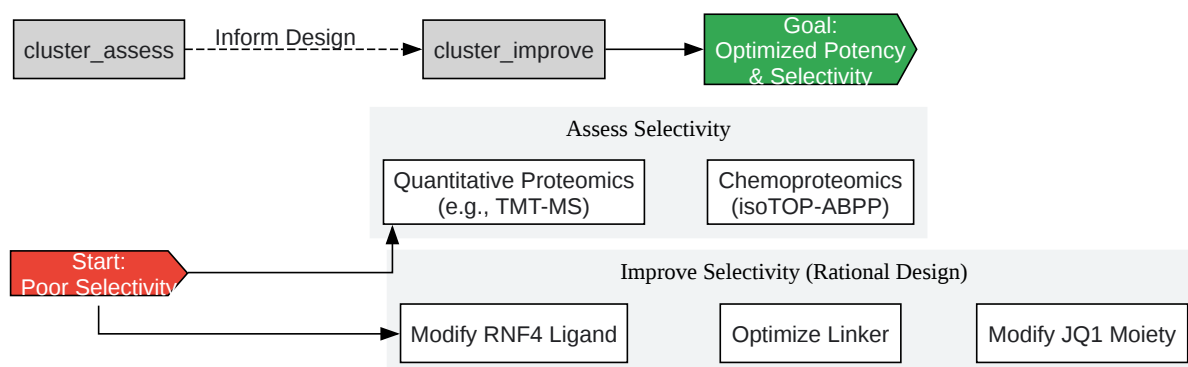 cluster_assess
Inform Design
cluster_improve
Goal:
Optimized Potency
& Selectivity
Assess Selectivity
Quantitative Proteomics
(e.g., TMT-MS)
Chemoproteomics
(isoTOP-ABPP)
Start:
Poor Selectivity
Improve Selectivity (Rational Design)
Modify RNF4 Ligand
Optimize Linker
Modify JQ1 Moiety